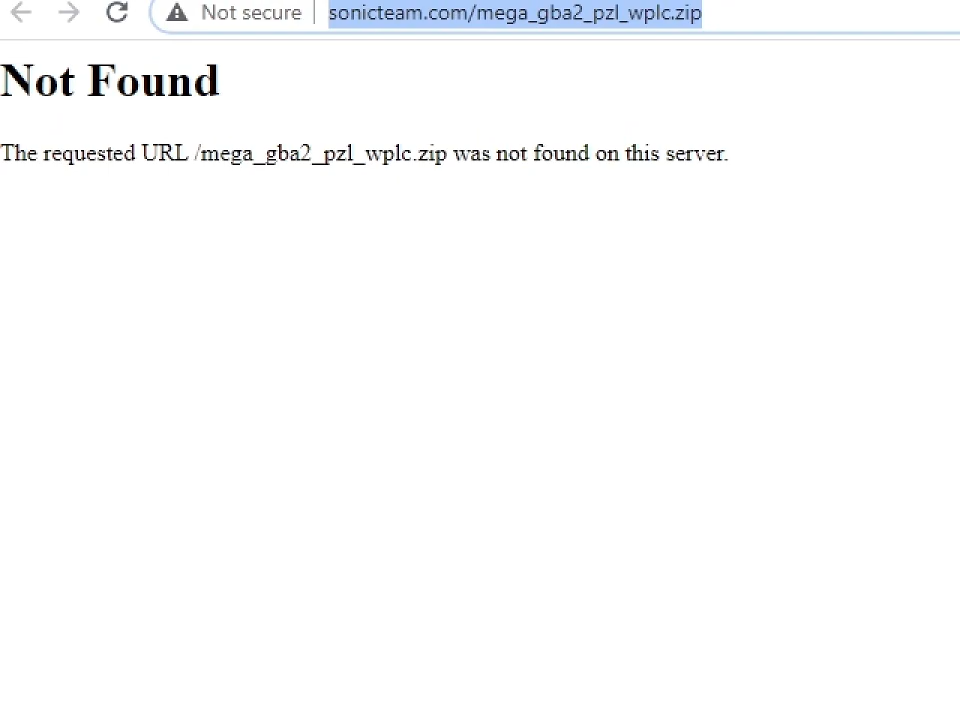 Not secure | sonicteam.com/mega_gba2_pzl_wplc.zip
Not Found
The requested URL /mega_gba2_pzl_wplc.zip was not found on this server.